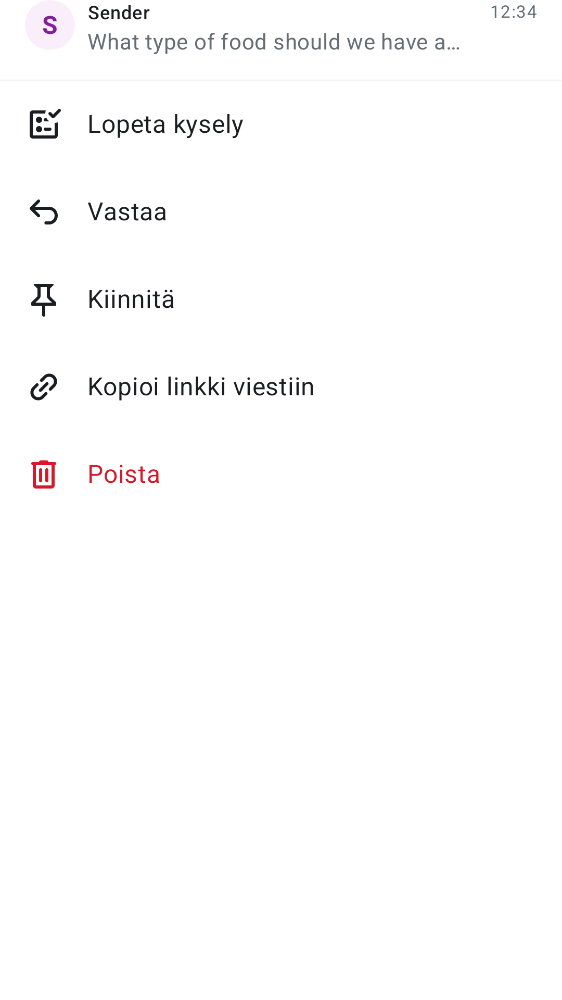 S
Sender
12:34
What type of food should we have a…
Lopeta kysely
Vastaa
Kiinnitä
Kopioi linkki viestiin
Poista